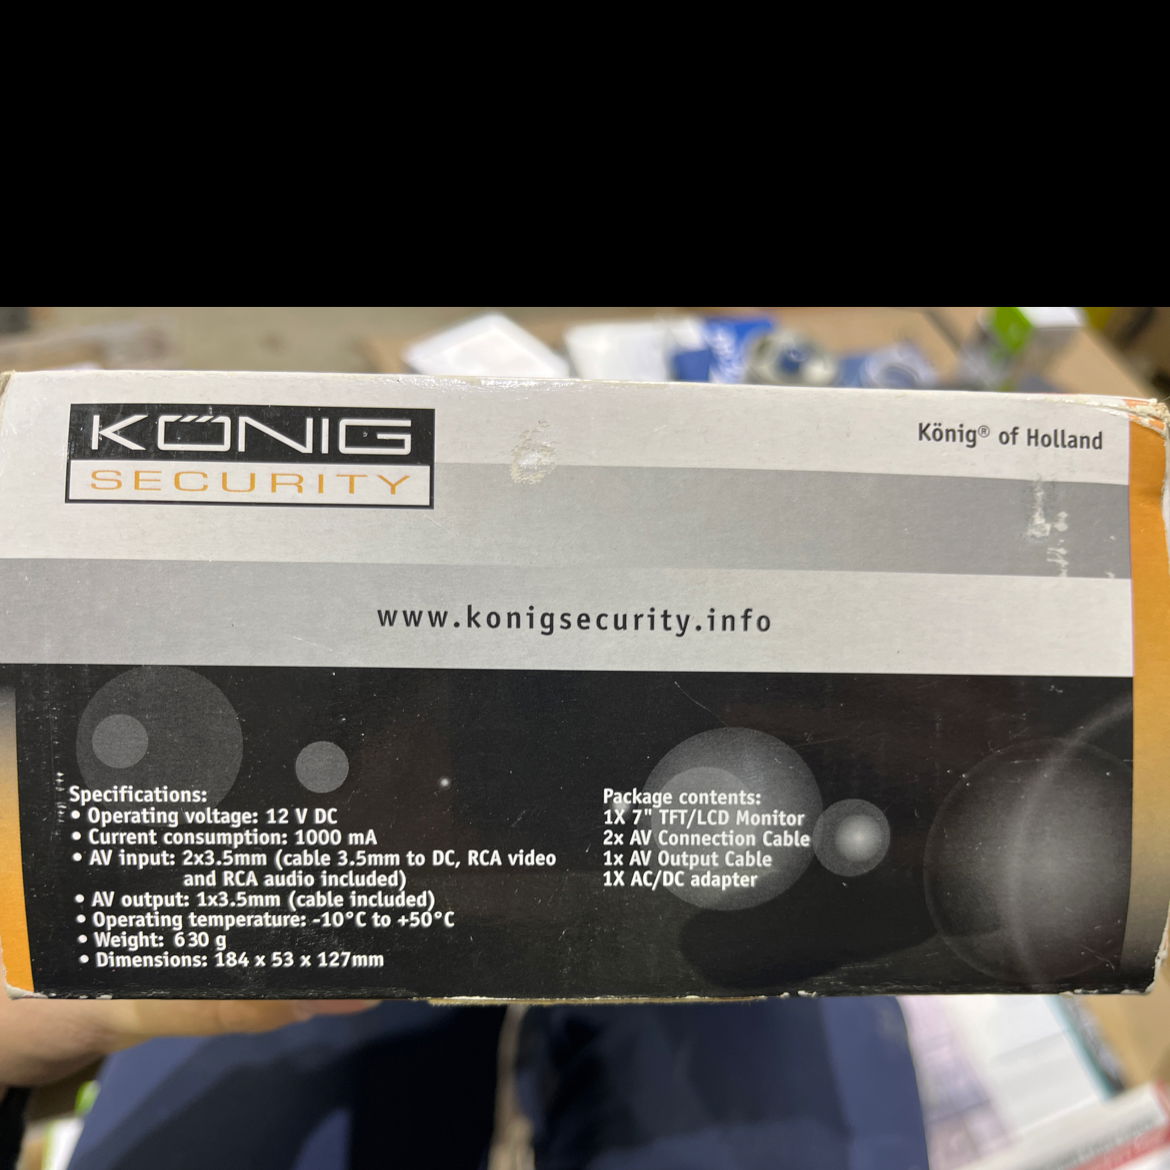 KÖNIG
SECURITY
König® of Holland
www.konigsecurity.info
Specifications:
• Operating voltage: 12 V DC
• Current consumption: 1000 mA
• AV input: 2x3.5mm (cable 3.5mm to DC, RCA video
and RCA audio included)
• AV output: 1x3.5mm (cable included)
• Operating temperature: -10°C to +50°C
• Weight: 630 g
• Dimensions: 184 x 53 x 127mm
Package contents:
1X 7" TFT/LCD Monitor
2x AV Connection Cable
1x AV Output Cable
1X AC/DC adapter